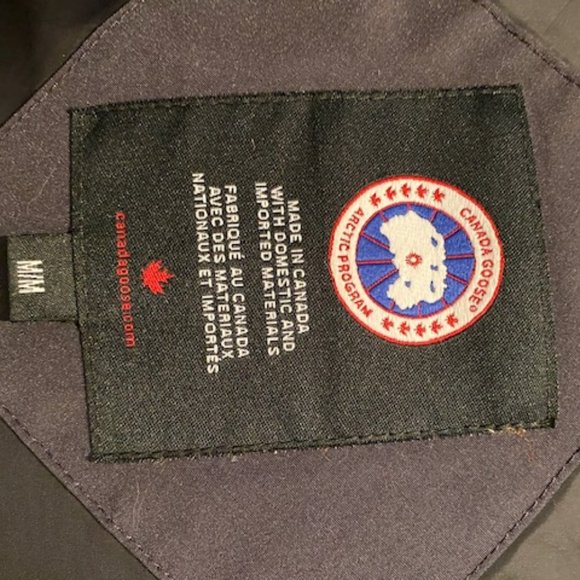 CANADA GOOSE®
ARCTIC PROGRAM
MADE IN CANADA
WITH DOMESTIC AND
IMPORTED MATERIALS
FABRIQUÉ AU CANADA
AVEC DES MATERIAUX
NATIONAUX ET IMPORTÉS
canadagoose.com
M/M